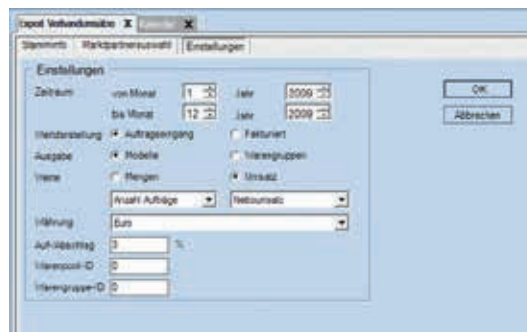 Export Verbandumsätze X
Stamminfo Marktpartnerauswahl Einstellungen
Einstellungen
Zeitraum von Monat 1 Jahr 2009
bis Monat 12 Jahr 2009
OK
Abbrechen
Wertdarstellung Auftragseingang Fakturiert
Ausgabe Modelle Warengruppen
Werte Mengen Umsatz
Anzahl Aufträge Nettoumsatz
Währung Euro
Auf-/Abschlag 3 %
Warenpool-ID 0
Warengruppe-ID 0